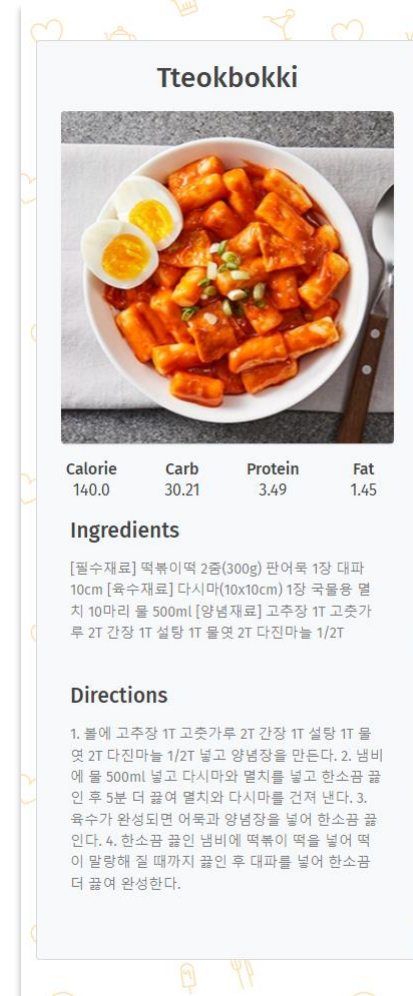 Tteokbokki
Calorie Carb Protein Fat
140.0 30.21 3.49 1.45
Ingredients
[필수재료] 떡볶이떡 2줌(300g) 판어묵 1장 대파
10cm [육수재료] 다시마(10x10cm) 1장 국물용 멸
치 10마리 물 500ml [양념재료] 고추장 1T 고춧가
루 2T 간장 1T 설탕 1T 물엿 2T 다진마늘 1/2T
Directions
1. 볼에 고추장 1T 고춧가루 2T 간장 1T 설탕 1T 물
엿 2T 다진마늘 1/2T 넣고 양념장을 만든다. 2. 냄비
에 물 500ml 넣고 다시마와 멸치를 넣고 한소끔 끓
인 후 5분 더 끓여 멸치와 다시마를 건져 낸다. 3.
육수가 완성되면 어묵과 양념장을 넣어 한소끔 끓
인다. 4. 한소끔 끓인 냄비에 떡볶이 떡을 넣어 떡
이 말랑해 질 때까지 끓인 후 대파를 넣어 한소끔
더 끓여 완성한다.